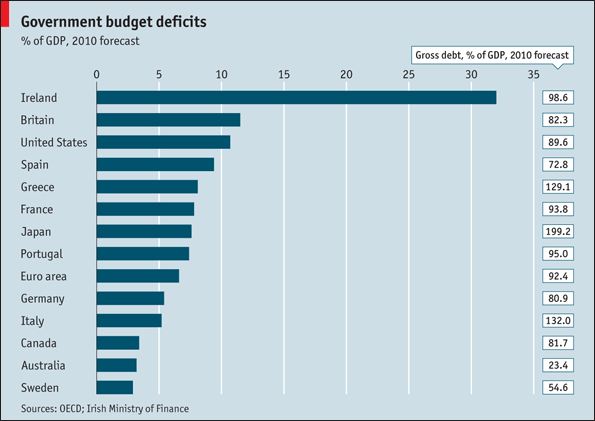 Government budget deficits
% of GDP, 2010 forecast
Gross debt, % of GDP, 2010 forecast
0 5 10 15 20 25 30 35
Ireland 98.6
Britain 82.3
United States 89.6
Spain 72.8
Greece 129.1
France 93.8
Japan 199.2
Portugal 95.0
Euro area 92.4
Germany 80.9
Italy 132.0
Canada 81.7
Australia 23.4
Sweden 54.6
Sources: OECD; Irish Ministry of Finance